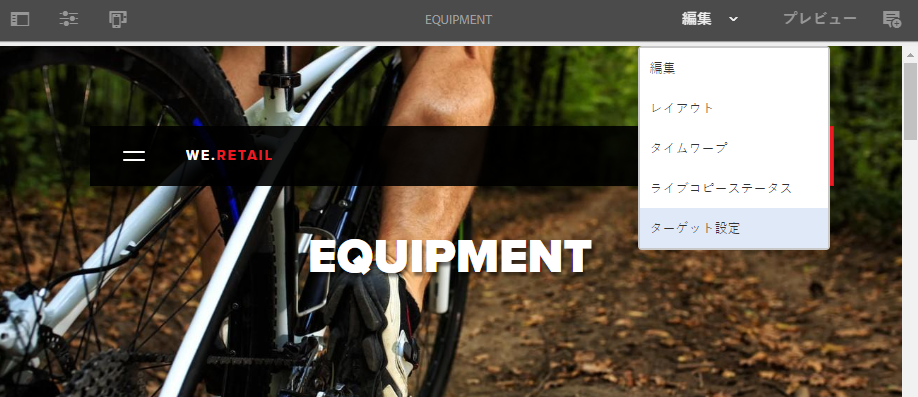 EQUIPMENT
編集
プレビュー
編集
レイアウト
タイムワープ
ライブコピーステータス
ターゲット設定
WE.RETAIL
EQUIPMENT